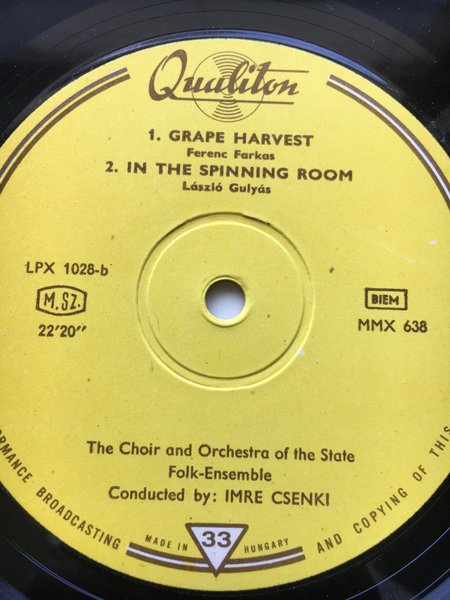 Qualiton
1. GRAPE HARVEST
Ferenc Farkas
2. IN THE SPINNING ROOM
László Gulyás
LPX 1028-b
M.SZ.
22'20"
BIEM
MMX 638
The Choir and Orchestra of the State
Folk-Ensemble
Conducted by: IMRE CSENKI
BROADCASTING
AND COPYING OF THIS
MADE IN 33 HUNGARY